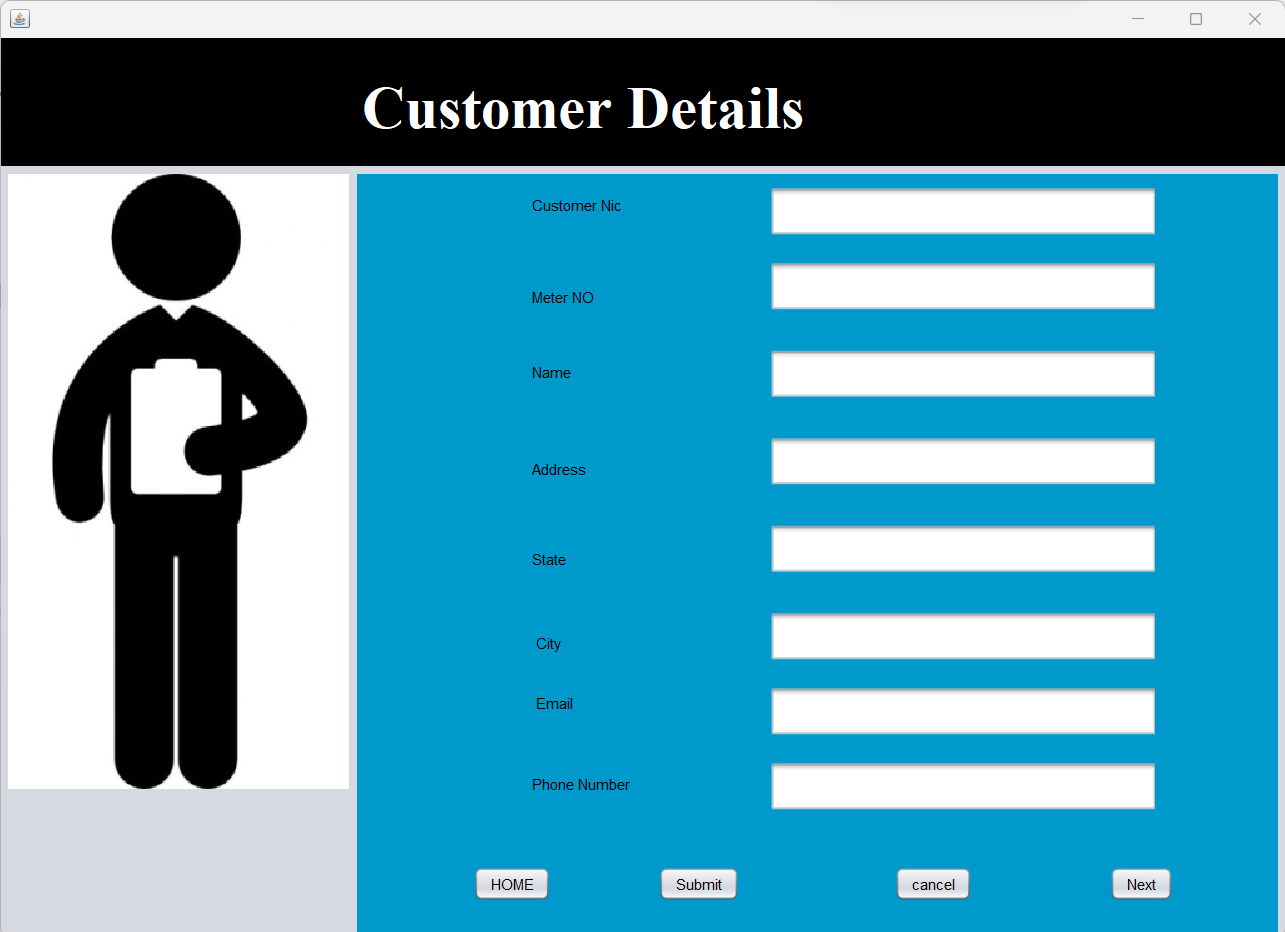 Customer Details
Customer Nic
Meter NO
Name
Address
State
City
Email
Phone Number
HOME Submit cancel Next